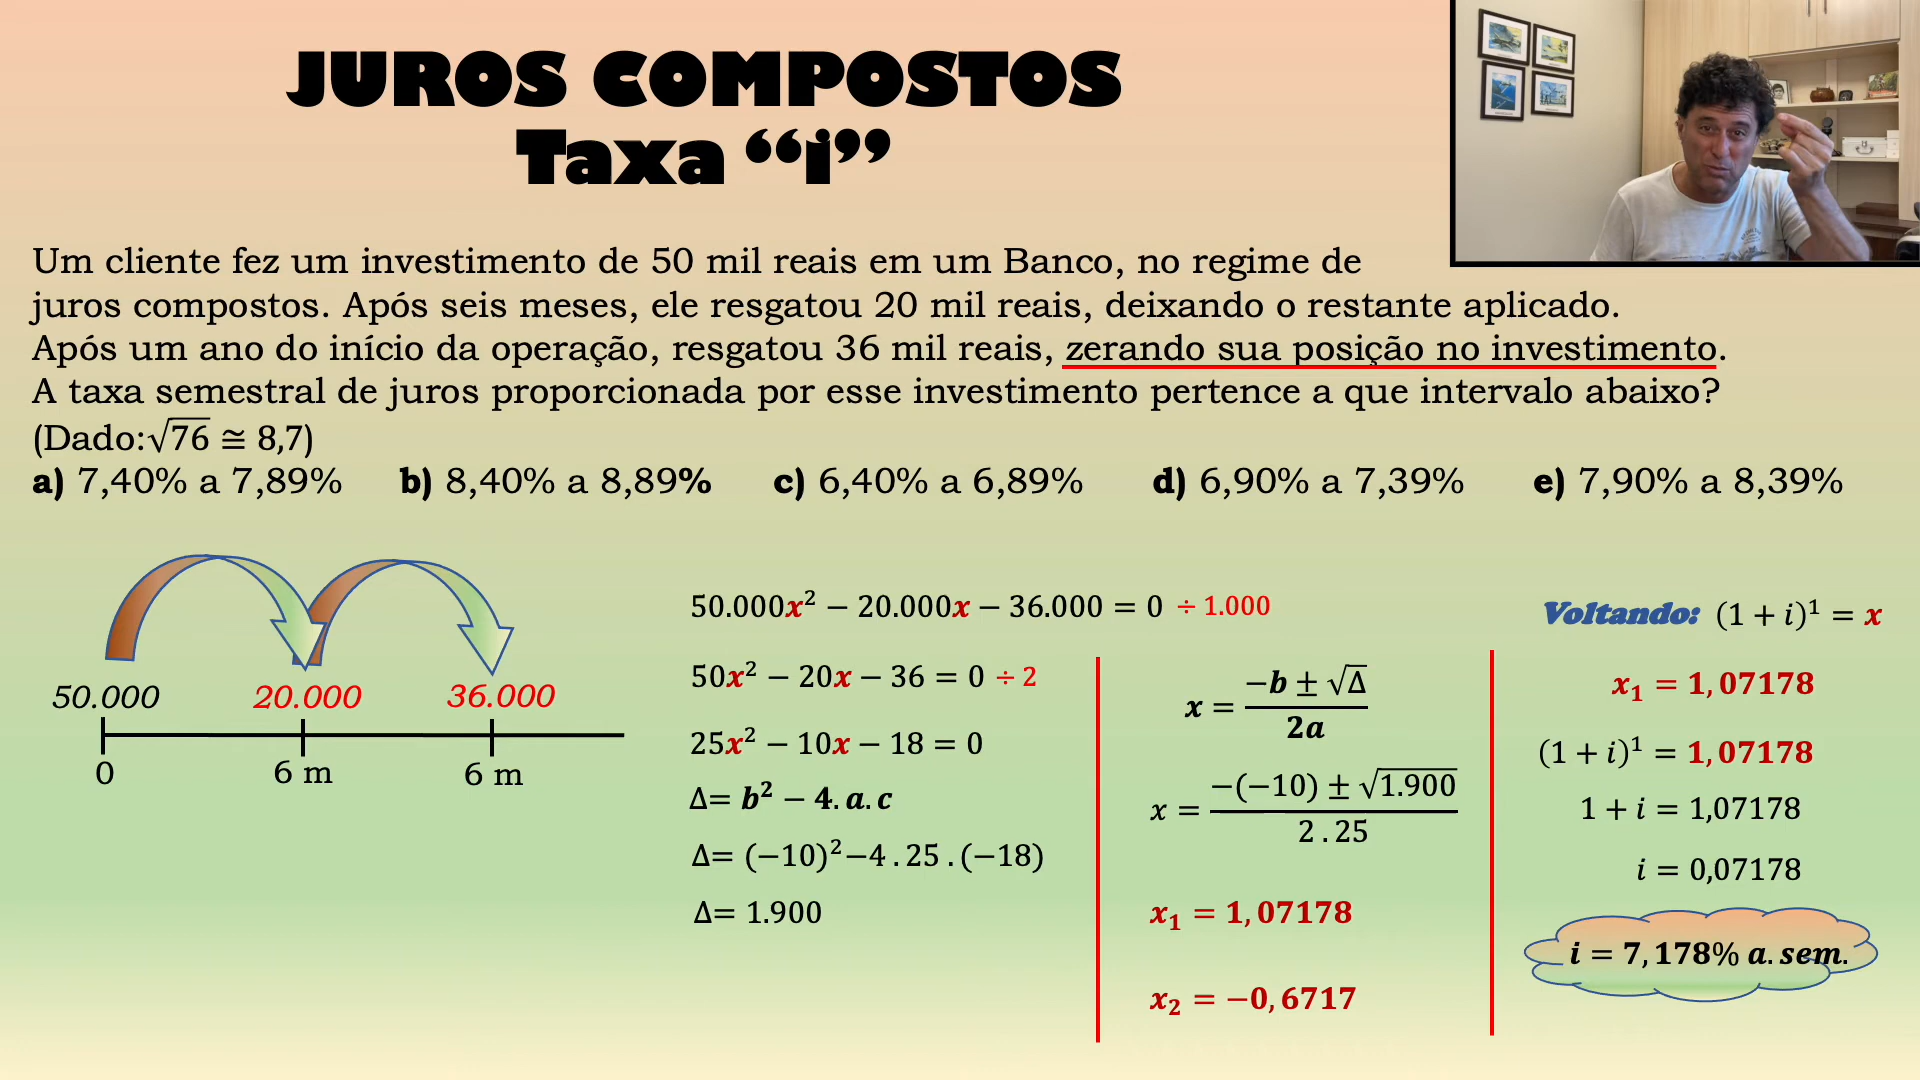 JUROS COMPOSTOS
Taxa “i”
Um cliente fez um investimento de 50 mil reais em um Banco, no regime de
juros compostos. Após seis meses, ele resgatou 20 mil reais, deixando o restante aplicado.
Após um ano do início da operação, resgatou 36 mil reais, zerando sua posição no investimento.
A taxa semestral de juros proporcionada por esse investimento pertence a que intervalo abaixo?
(Dado:√76 ≅ 8,7)
a) 7,40% a 7,89% b) 8,40% a 8,89% c) 6,40% a 6,89% d) 6,90% a 7,39% e) 7,90% a 8,39%
50.000 20.000 36.000
0 6 m 6 m
50.000x² − 20.000x − 36.000 = 0 ÷ 1.000
50x² − 20x − 36 = 0 ÷ 2
25x² − 10x − 18 = 0
Δ= b² − 4. a. c
Δ= (−10)²−4 . 25 . (−18)
Δ= 1.900
x = (−b ± √Δ) / 2a
x = (−(−10) ± √1.900) / 2 . 25
x₁ = 1, 07178
x₂ = −0, 6717
Voltando: (1 + i)¹ = x
x₁ = 1, 07178
(1 + i)¹ = 1, 07178
1 + i = 1,07178
i = 0,07178
i = 7, 178% a. sem.